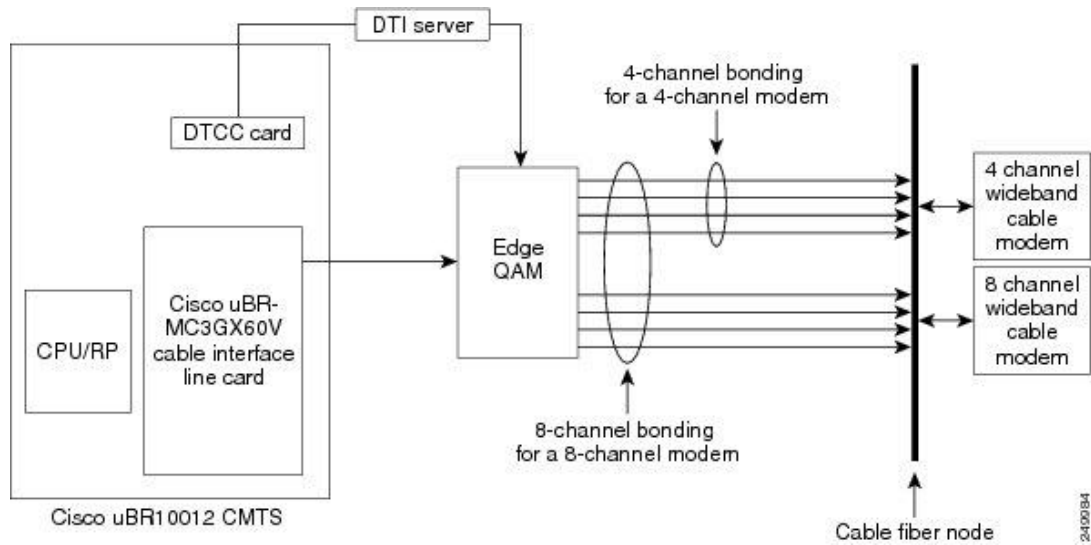 DTI server
DTCC card
4-channel bonding
for a 4-channel modem
Edge
QAM
4 channel
wideband
cable
modem
8 channel
wideband
cable
modem
CPU/RP
Cisco uBR-
MC3GX60V
cable interface
line card
8-channel bonding
for a 8-channel modem
Cisco uBR10012 CMTS
Cable fiber node
249984